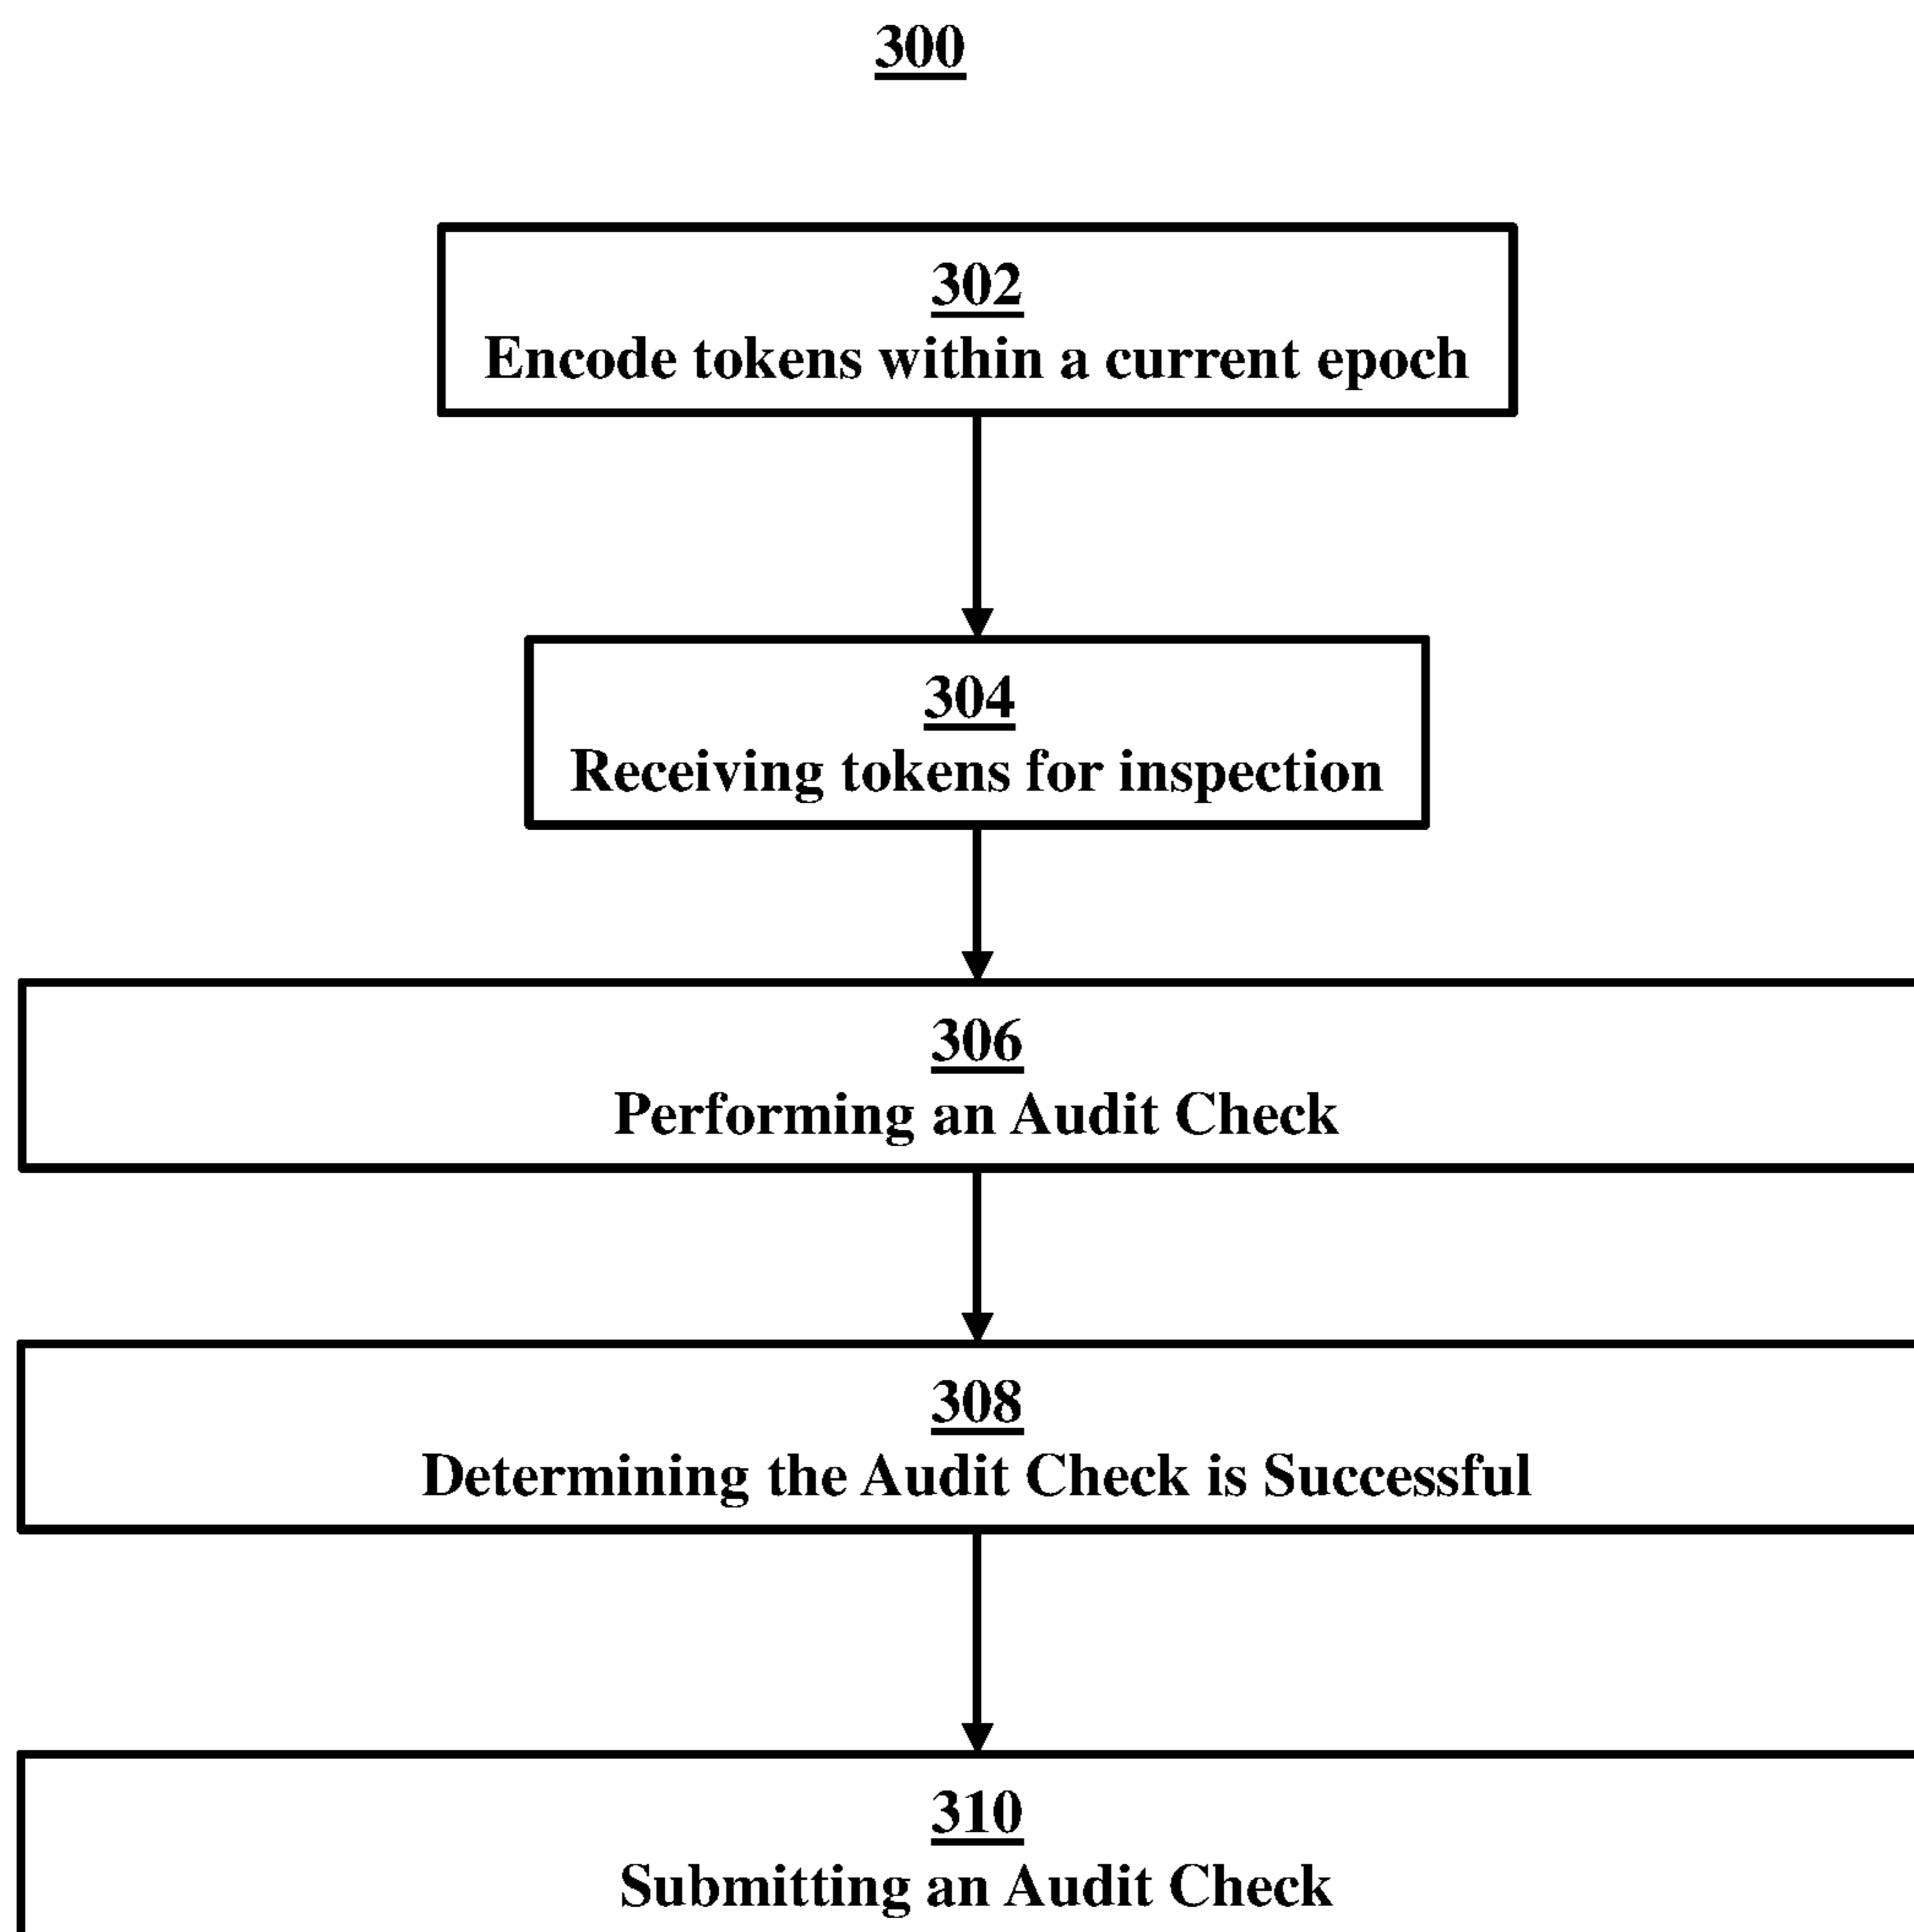 300
302
Encode tokens within a current epoch
304
Receiving tokens for inspection
306
Performing an Audit Check
308
Determining the Audit Check is Successful
310
Submitting an Audit Check